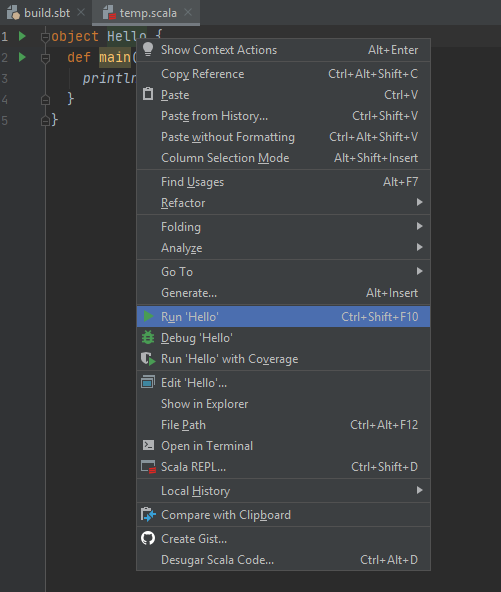 build.sbt temp.scala
1 object Hello {
2 def main(
3 println
4 }
5 }
Show Context Actions Alt+Enter
Copy Reference Ctrl+Alt+Shift+C
Paste Ctrl+V
Paste from History... Ctrl+Shift+V
Paste without Formatting Ctrl+Alt+Shift+V
Column Selection Mode Alt+Shift+Insert
Find Usages Alt+F7
Refactor
Folding
Analyze
Go To
Generate... Alt+Insert
Run 'Hello' Ctrl+Shift+F10
Debug 'Hello'
Run 'Hello' with Coverage
Edit 'Hello'...
Show in Explorer
File Path Ctrl+Alt+F12
Open in Terminal
Scala REPL... Ctrl+Shift+D
Local History
Compare with Clipboard
Create Gist...
Desugar Scala Code... Ctrl+Alt+D